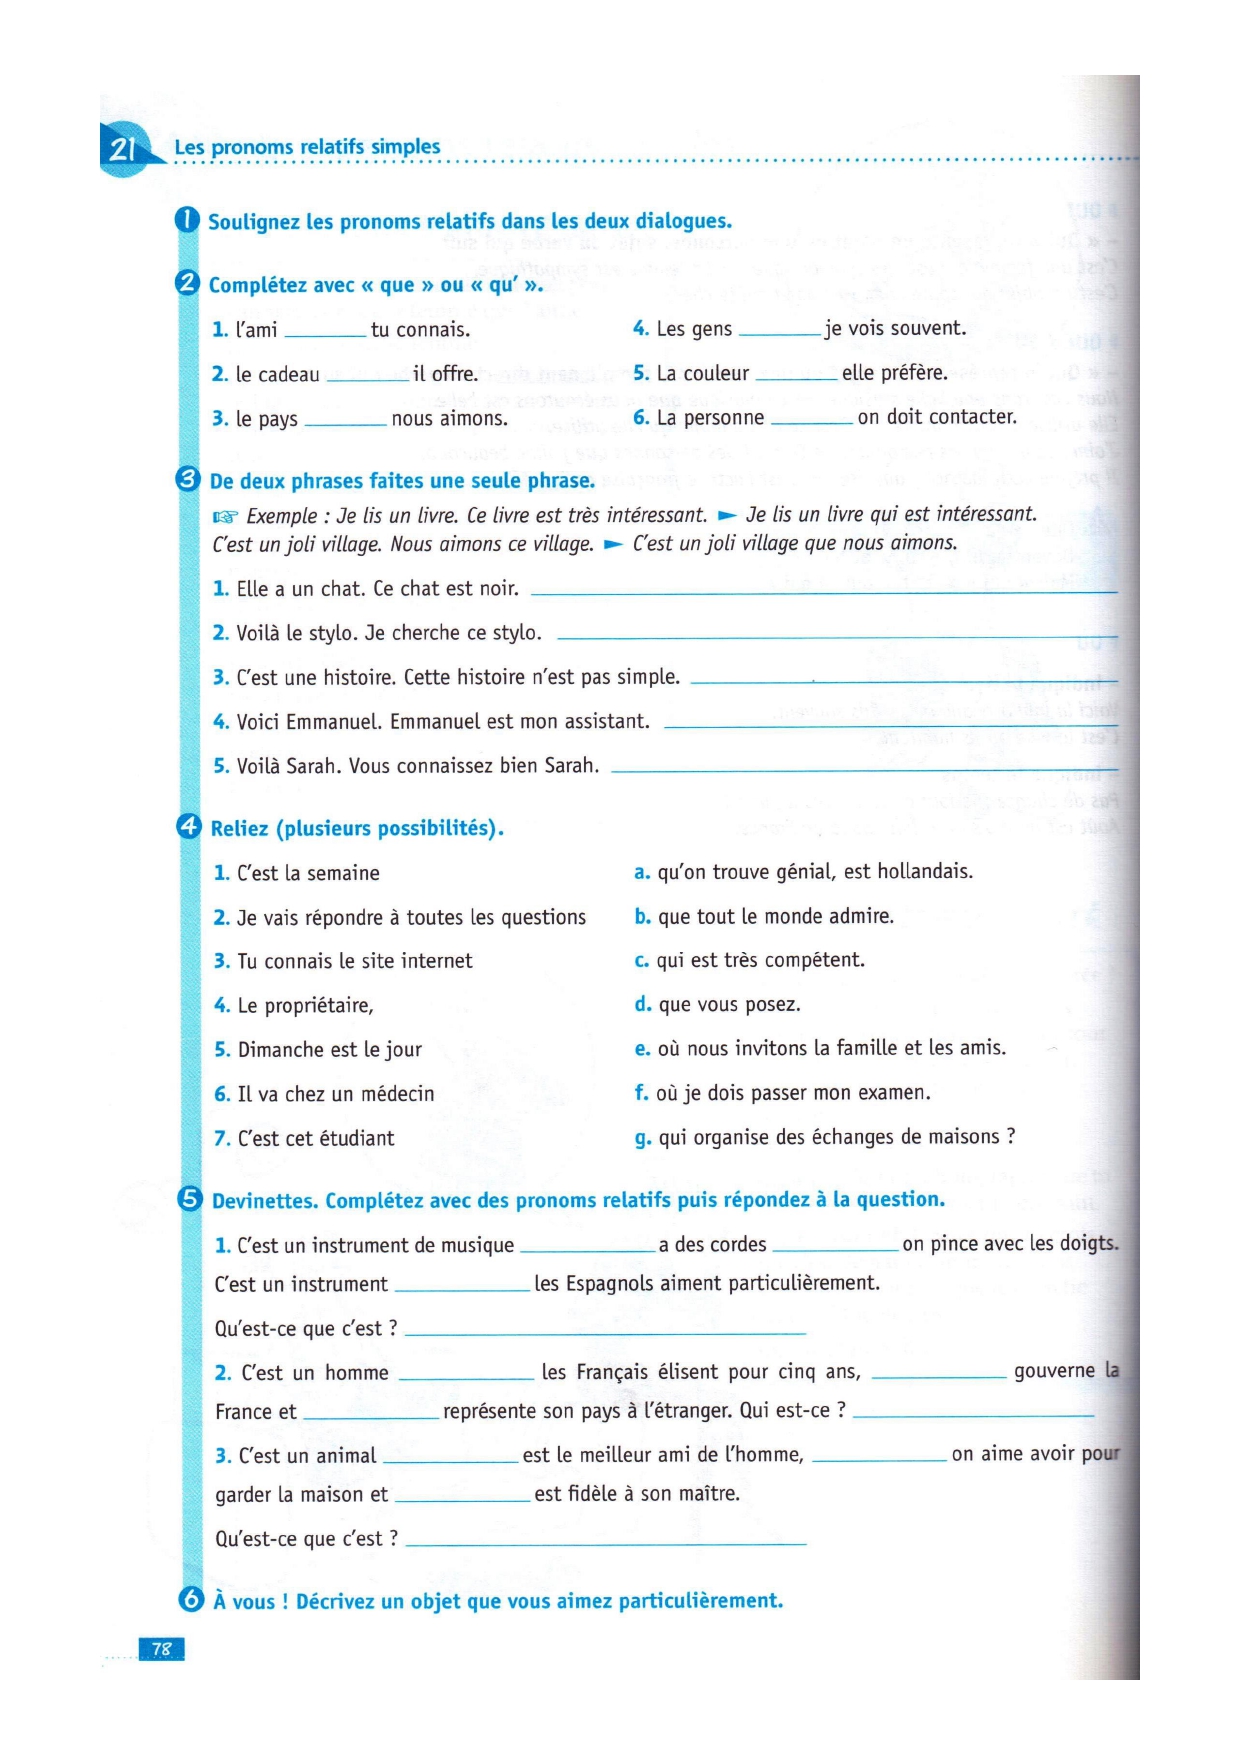 21 Les pronoms relatifs simples
1 Soulignez les pronoms relatifs dans les deux dialogues.
2 Complétez avec « que » ou « qu' ».
1. l'ami ________ tu connais.
4. Les gens ________ je vois souvent.
2. le cadeau ________ il offre.
5. La couleur ________ elle préfère.
3. le pays ________ nous aimons.
6. La personne ________ on doit contacter.
3 De deux phrases faites une seule phrase.
☞ Exemple : Je lis un livre. Ce livre est très intéressant. ► Je lis un livre qui est intéressant.
C'est un joli village. Nous aimons ce village. ► C'est un joli village que nous aimons.
1. Elle a un chat. Ce chat est noir. ________
2. Voilà le stylo. Je cherche ce stylo. ________
3. C'est une histoire. Cette histoire n'est pas simple. ________
4. Voici Emmanuel. Emmanuel est mon assistant. ________
5. Voilà Sarah. Vous connaissez bien Sarah. ________
4 Reliez (plusieurs possibilités).
1. C'est la semaine
a. qu'on trouve génial, est hollandais.
2. Je vais répondre à toutes les questions
b. que tout le monde admire.
3. Tu connais le site internet
c. qui est très compétent.
4. Le propriétaire,
d. que vous posez.
5. Dimanche est le jour
e. où nous invitons la famille et les amis.
6. Il va chez un médecin
f. où je dois passer mon examen.
7. C'est cet étudiant
g. qui organise des échanges de maisons ?
5 Devinettes. Complétez avec des pronoms relatifs puis répondez à la question.
1. C'est un instrument de musique ________ a des cordes ________ on pince avec les doigts.
C'est un instrument ________ les Espagnols aiment particulièrement.
Qu'est-ce que c'est ? ________
2. C'est un homme ________ les Français élisent pour cinq ans, ________ gouverne la
France et ________ représente son pays à l'étranger. Qui est-ce ? ________
3. C'est un animal ________ est le meilleur ami de l'homme, ________ on aime avoir pour
garder la maison et ________ est fidèle à son maître.
Qu'est-ce que c'est ? ________
6 À vous ! Décrivez un objet que vous aimez particulièrement.
78